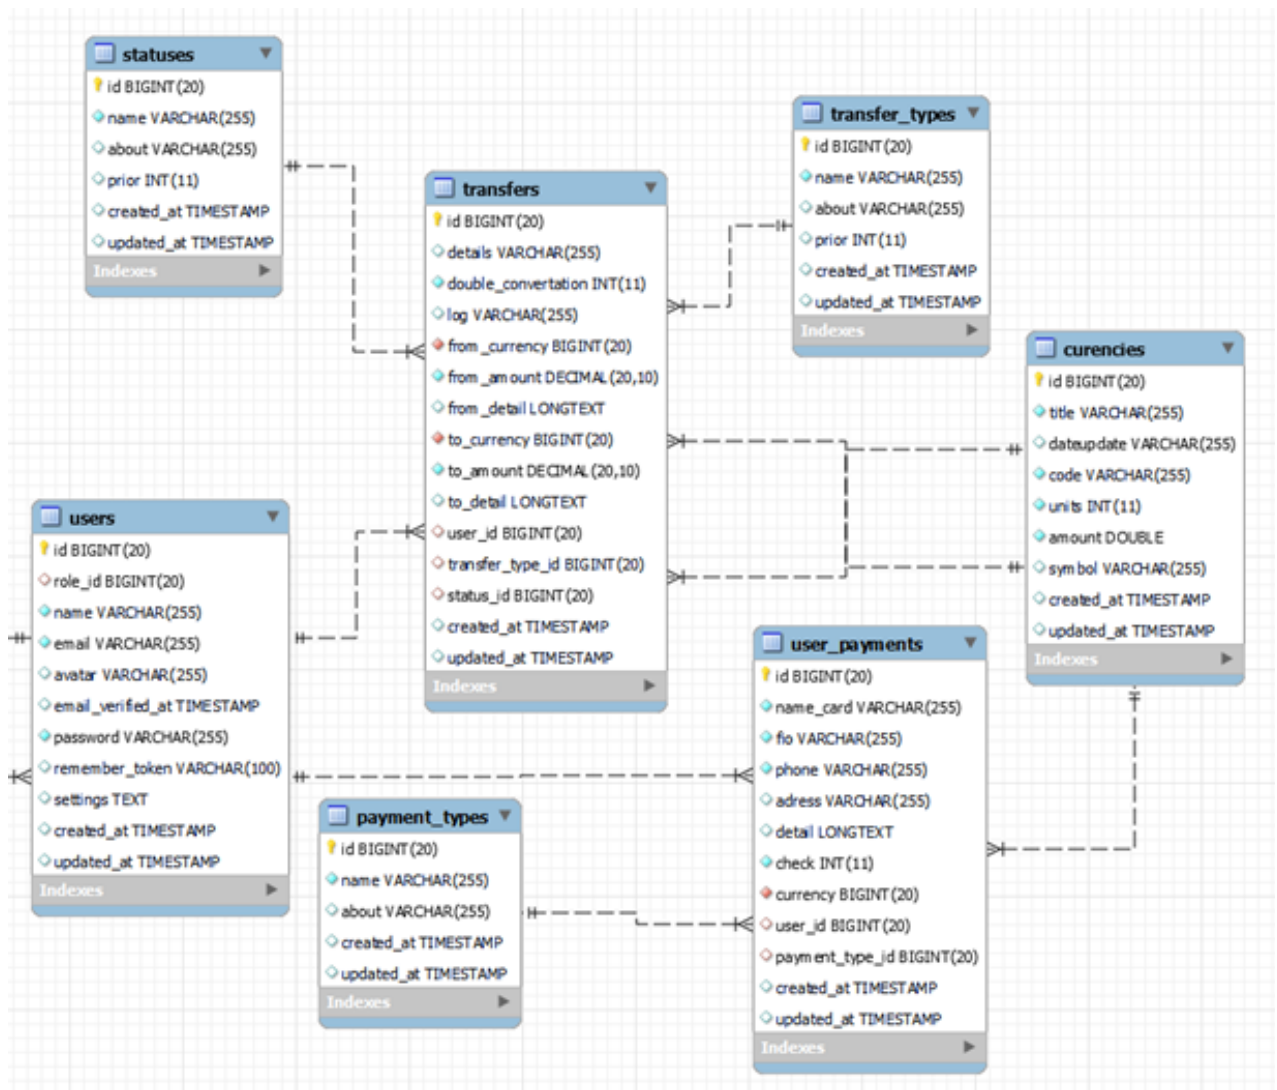 statuses
id BIGINT(20)
name VARCHAR(255)
about VARCHAR(255)
prior INT(11)
created_at TIMESTAMP
updated_at TIMESTAMP
Indexes
transfer_types
id BIGINT(20)
name VARCHAR(255)
about VARCHAR(255)
prior INT(11)
created_at TIMESTAMP
updated_at TIMESTAMP
Indexes
transfers
id BIGINT(20)
details VARCHAR(255)
double_convertation INT(11)
log VARCHAR(255)
from_currency BIGINT(20)
from_amount DECIMAL(20,10)
from_detail LONGTEXT
to_currency BIGINT(20)
to_amount DECIMAL(20,10)
to_detail LONGTEXT
user_id BIGINT(20)
transfer_type_id BIGINT(20)
status_id BIGINT(20)
created_at TIMESTAMP
updated_at TIMESTAMP
Indexes
curencies
id BIGINT(20)
title VARCHAR(255)
dateupdate VARCHAR(255)
code VARCHAR(255)
units INT(11)
amount DOUBLE
symbol VARCHAR(255)
created_at TIMESTAMP
updated_at TIMESTAMP
Indexes
users
id BIGINT(20)
role_id BIGINT(20)
name VARCHAR(255)
email VARCHAR(255)
avatar VARCHAR(255)
email_verified_at TIMESTAMP
password VARCHAR(255)
remember_token VARCHAR(100)
settings TEXT
created_at TIMESTAMP
updated_at TIMESTAMP
Indexes
user_payments
id BIGINT(20)
name_card VARCHAR(255)
fio VARCHAR(255)
phone VARCHAR(255)
adress VARCHAR(255)
detail LONGTEXT
check INT(11)
currency BIGINT(20)
user_id BIGINT(20)
payment_type_id BIGINT(20)
created_at TIMESTAMP
updated_at TIMESTAMP
Indexes
payment_types
id BIGINT(20)
name VARCHAR(255)
about VARCHAR(255)
created_at TIMESTAMP
updated_at TIMESTAMP
Indexes